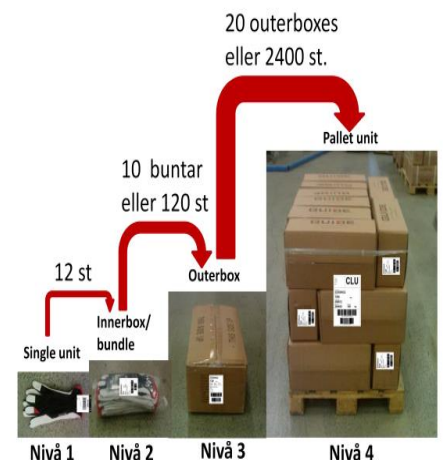 20 outerboxes
eller 2400 st.
Pallet unit
10 buntar
eller 120 st
Outerbox
12 st
Innerbox/
bundle
Single unit
CLU
Nivå 1
Nivå 2
Nivå 3
Nivå 4